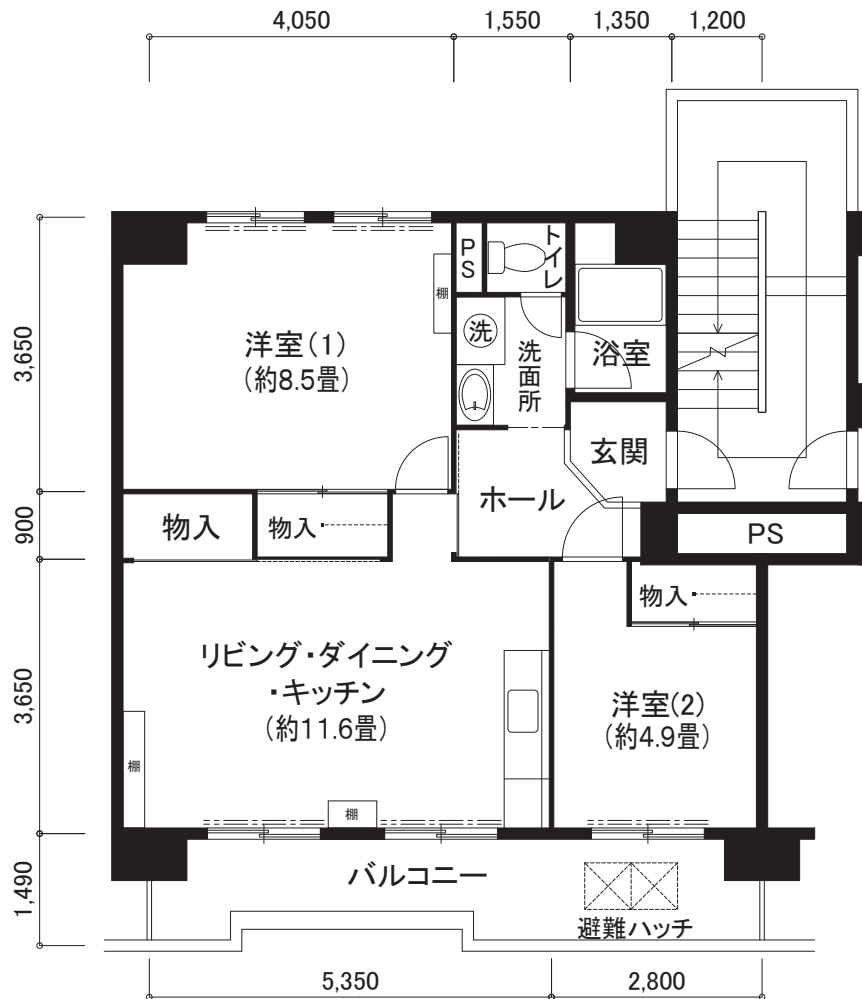 4,050
1,550
1,350
1,200
3,650
900
3,650
1,490
PS
トイレ
棚
洋室(1)
(約8.5畳)
洗
洗面所
浴室
玄関
ホール
物入
物入
PS
物入
リビング・ダイニング
・キッチン
(約11.6畳)
洋室(2)
(約4.9畳)
棚
棚
バルコニー
避難ハッチ
5,350
2,800